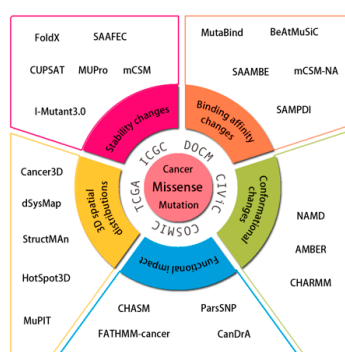 FoldX
SAAFEC
CUPSAT
MUPro
mCSM
I-Mutant3.0
MutaBind
BeAtMuSiC
SAAMBE
mCSM-NA
SAMPDI
Stability changes
Binding affinity
changes
Cancer3D
dSysMap
StructMAn
HotSpot3D
MuPIT
3D spatial
distributions
ICGC
DOCM
CIViC
COSMIC
TCGA
Cancer
Missense
Mutation
Conformational
changes
NAMD
AMBER
CHARMM
Functional impact
CHASM
ParsSNP
FATHMM-cancer
CanDrA